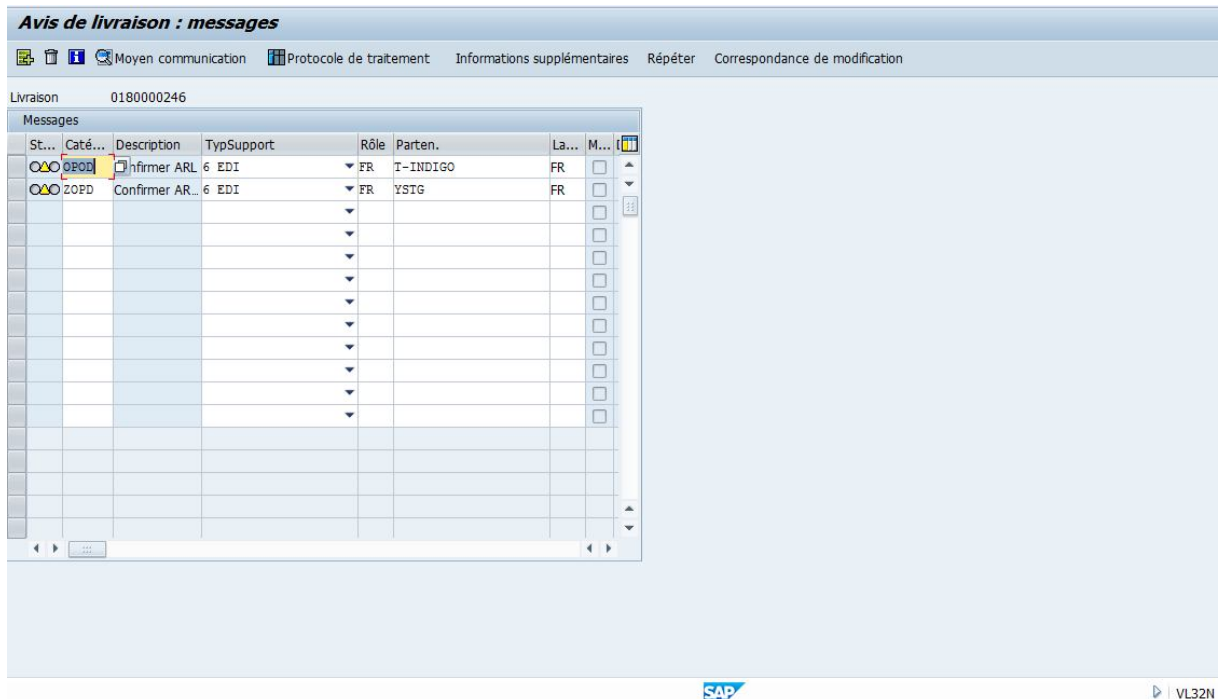 Avis de livraison : messages
Moyen communication Protocole de traitement Informations supplémentaires Répéter Correspondance de modification
Livraison 0180000246
Messages
St... Caté... Description TypSupport Rôle Parten. La... M...
OPOD nfirmer ARL 6 EDI FR T-INDIGO FR
ZOPD Confirmer AR... 6 EDI FR YSTG FR
SAP VL32N